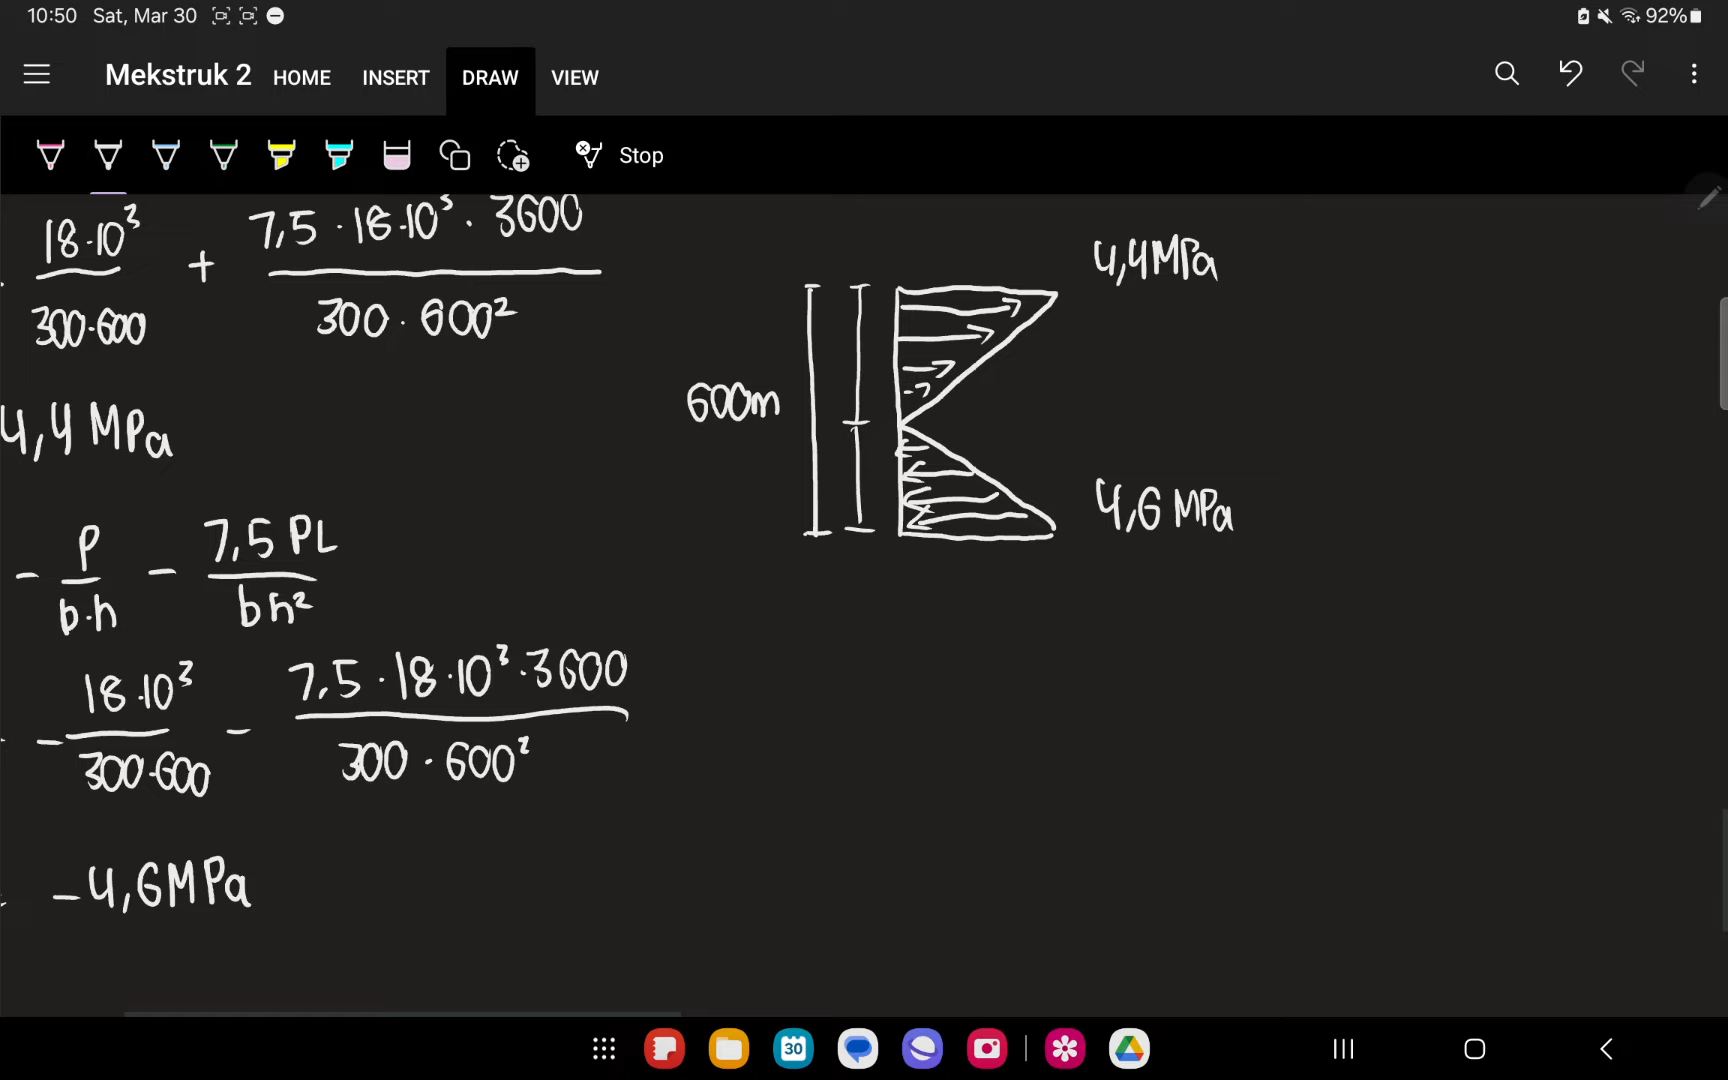 10:50 Sat, Mar 30
92%
Mekstruk 2 HOME INSERT DRAW VIEW
Stop
18·10³ / 300·600 + 7,5·18·10³·3600 / 300·600²
4,4 MPa
- P / b·h - 7,5 PL / bh²
- 18·10³ / 300·600 - 7,5·18·10³·3600 / 300·600²
-4,6MPa
4,4MPa
600m
4,6 MPa
30